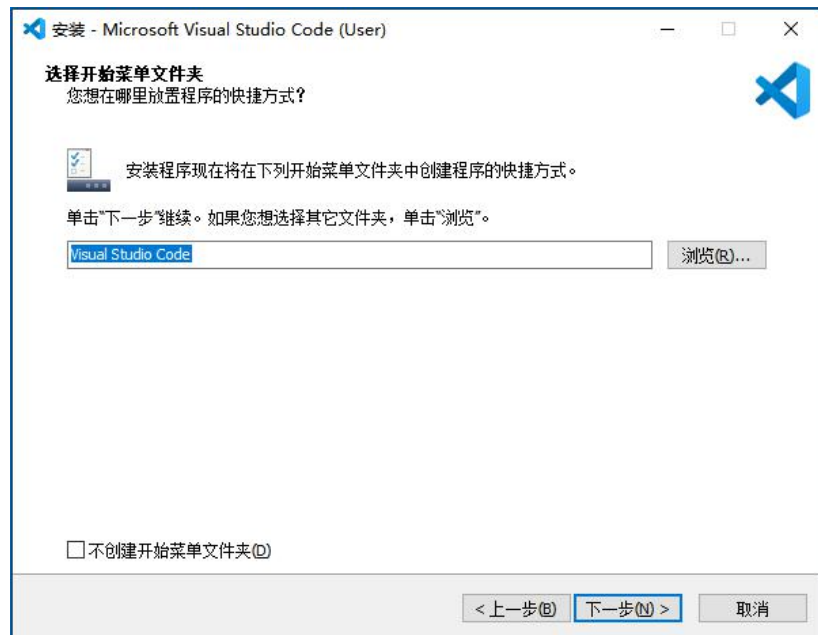 安装 - Microsoft Visual Studio Code (User)
选择开始菜单文件夹
您想在哪里放置程序的快捷方式?
安装程序现在将在下列开始菜单文件夹中创建程序的快捷方式。
单击"下一步"继续。如果您想选择其它文件夹，单击"浏览"。
Visual Studio Code
浏览(R)...
不创建开始菜单文件夹(D)
< 上一步(B)
下一步(N) >
取消